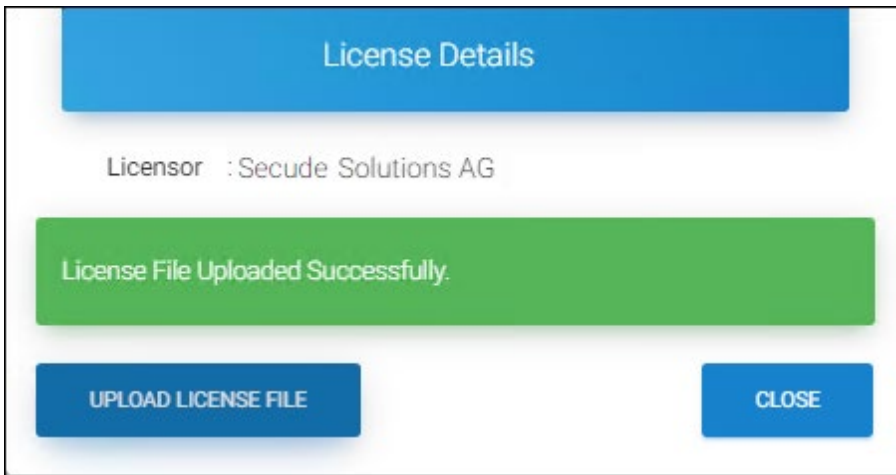 License Details
Licensor : Secude Solutions AG
License File Uploaded Successfully.
UPLOAD LICENSE FILE
CLOSE